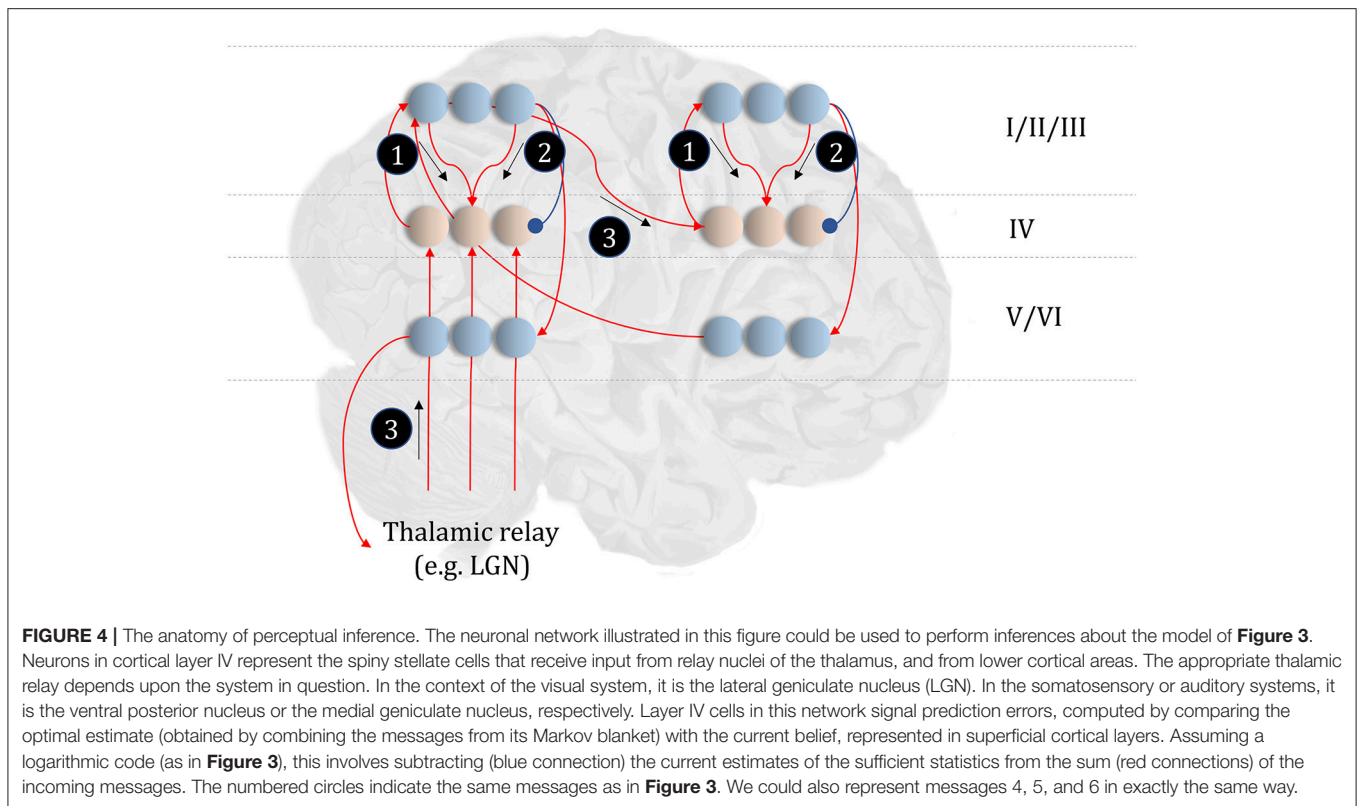 I/II/III
1
2
1
2
IV
3
V/VI
3
Thalamic relay
(e.g. LGN)
FIGURE 4 | The anatomy of perceptual inference. The neuronal network illustrated in this figure could be used to perform inferences about the model of Figure 3.
Neurons in cortical layer IV represent the spiny stellate cells that receive input from relay nuclei of the thalamus, and from lower cortical areas. The appropriate thalamic
relay depends upon the system in question. In the context of the visual system, it is the lateral geniculate nucleus (LGN). In the somatosensory or auditory systems, it
is the ventral posterior nucleus or the medial geniculate nucleus, respectively. Layer IV cells in this network signal prediction errors, computed by comparing the
optimal estimate (obtained by combining the messages from its Markov blanket) with the current belief, represented in superficial cortical layers. Assuming a
logarithmic code (as in Figure 3), this involves subtracting (blue connection) the current estimates of the sufficient statistics from the sum (red connections) of the
incoming messages. The numbered circles indicate the same messages as in Figure 3. We could also represent messages 4, 5, and 6 in exactly the same way.